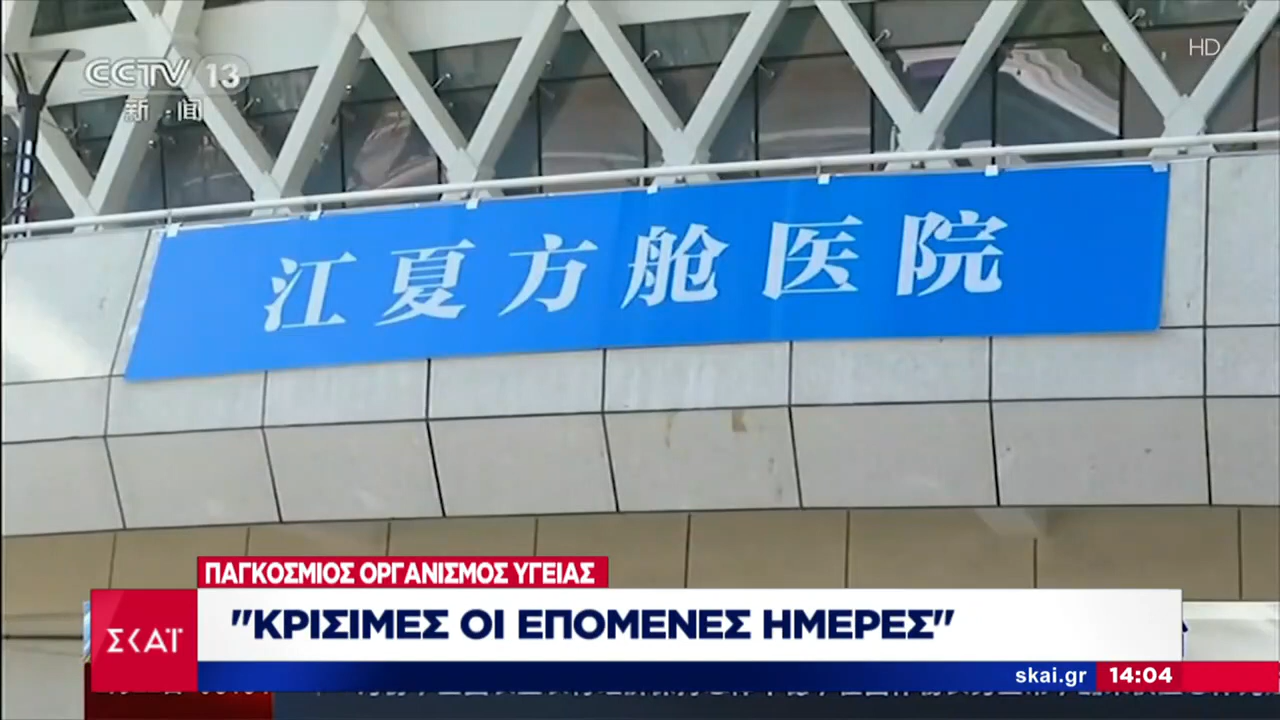 HD
CCTV 13
新闻
江夏方舱医院
ΠΑΓΚΟΣΜΙΟΣ ΟΡΓΑΝΙΣΜΟΣ ΥΓΕΙΑΣ
"ΚΡΙΣΙΜΕΣ ΟΙ ΕΠΟΜΕΝΕΣ ΗΜΕΡΕΣ"
ΣΚΑΪ
skai.gr 14:04